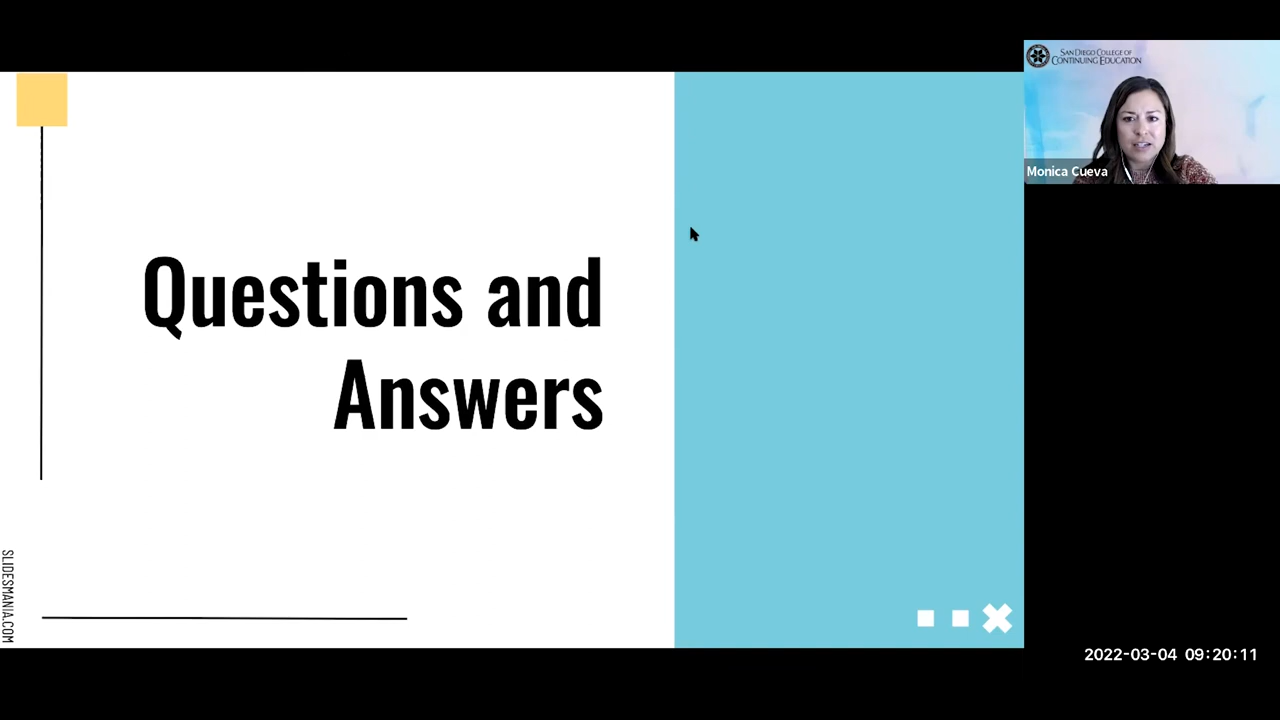 Questions and
Answers
SLIDESMANIA.COM
SAN DIEGO COLLEGE OF
CONTINUING EDUCATION
Monica Cueva
2022-03-04 09:20:11